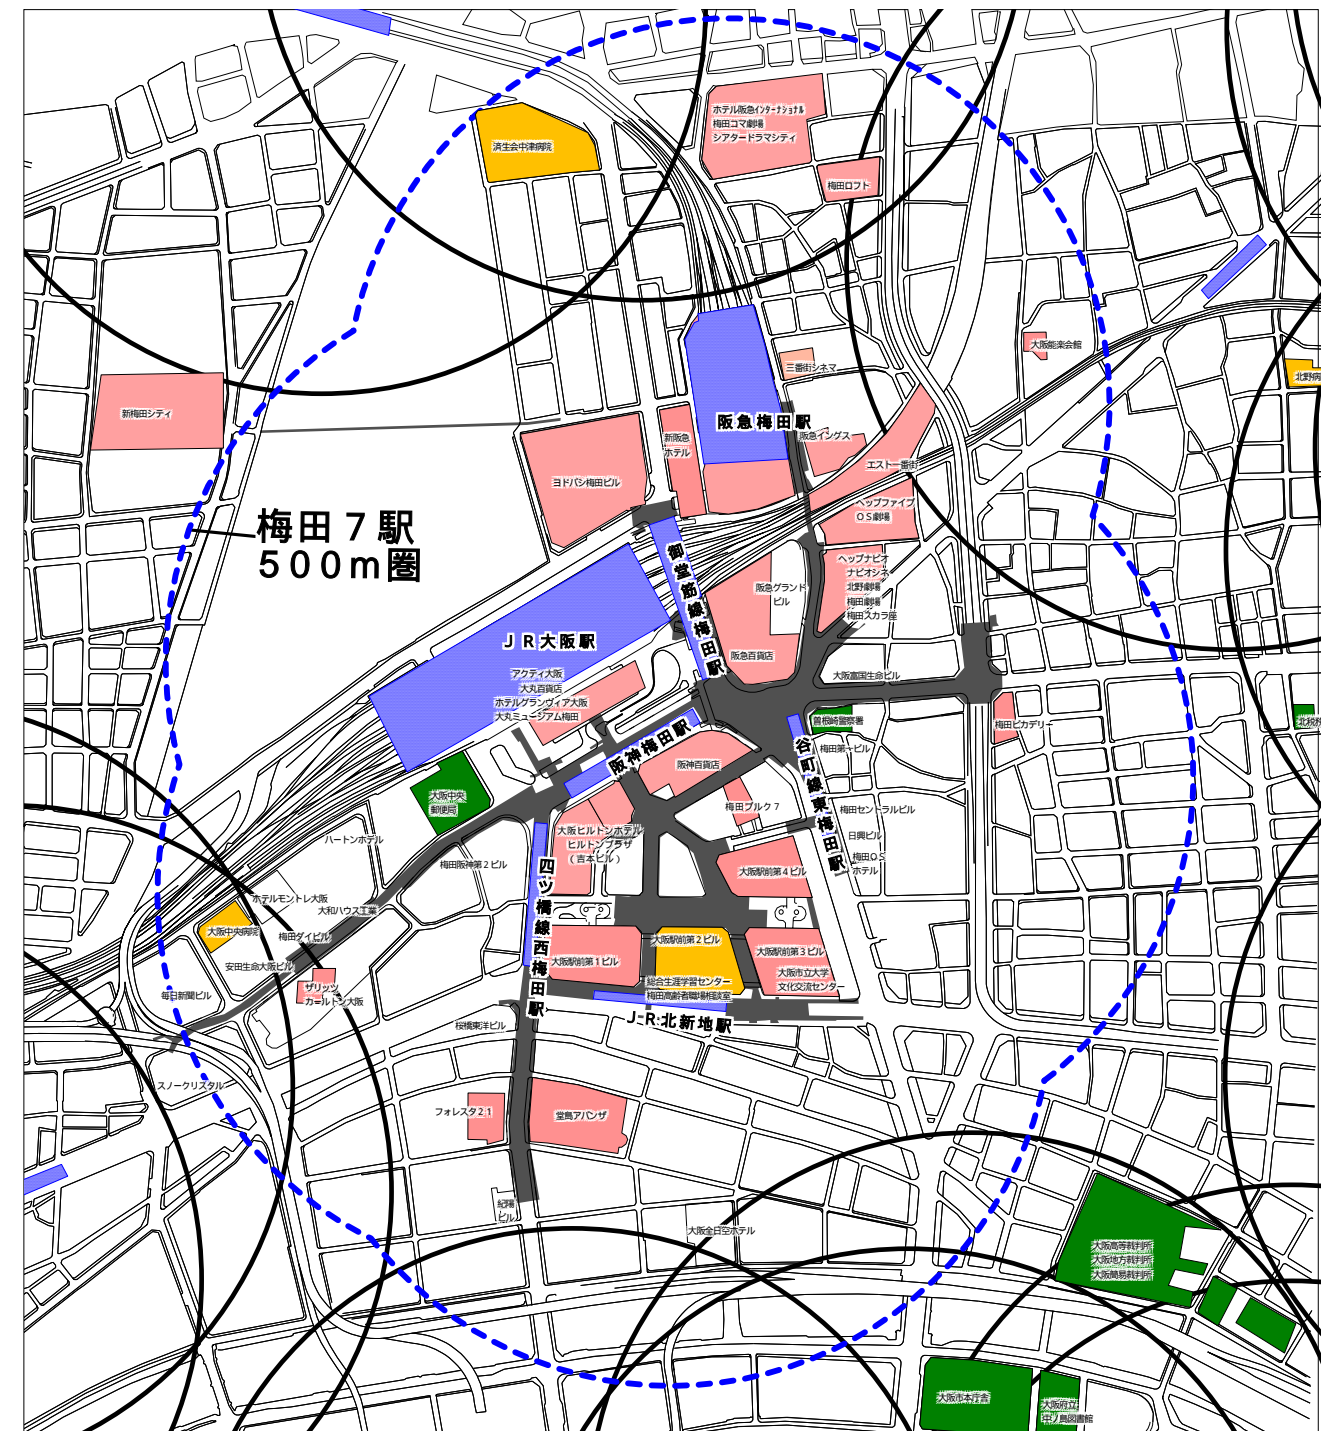 済生会中津病院
ホテル阪急インターナショナル
梅田コマ劇場
シアタードラマシティ
梅田ロフト
大阪能楽会館
三番街シネマ
北野病
新梅田シティ
阪急梅田駅
新阪急
ホテル
阪急イングス
エスト一番街
ヨドバシ梅田ビル
ヘップファイブ
OS劇場
梅田７駅
５００ｍ圏
御堂筋線梅田駅
ヘップナビオ
ナビオシネ
北野劇場
梅田劇場
梅田スカラ座
阪急グランド
ビル
ＪＲ大阪駅
阪急百貨店
アクティ大阪
大丸百貨店
ホテルグランヴィア大阪
大丸ミュージアム梅田
大阪富国生命ビル
曽根崎警察署
梅田ピカデリー
北税務
阪神梅田駅
谷町線東梅田駅
梅田第一ビル
阪神百貨店
大阪中央
郵便局
梅田ブルク７
梅田セントラルビル
ハートンホテル
大阪ヒルトンホテル
ヒルトンプラザ
（吉本ビル）
日興ビル
梅田OS
ホテル
梅田阪神第２ビル
四ツ橋線西梅田駅
大阪駅前第４ビル
ホテルモントレ大阪
大和ハウス工業
大阪中央病院
梅田ダイビル
大阪駅前第２ビル
大阪駅前第１ビル
大阪駅前第３ビル
安田生命大阪ビル
大阪市立大学
文化交流センター
総合生涯学習センター
梅田高齢者職場相談室
毎日新聞ビル
ザリッツ
カールトン大阪
ＪＲ北新地駅
桜橋東洋ビル
スノークリスタル
フォレスタ２１
堂島アバンザ
紀陽
ビル
大阪全日空ホテル
大阪高等裁判所
大阪地方裁判所
大阪簡易裁判所
大阪市本庁舎
大阪府立
中ノ島図書館